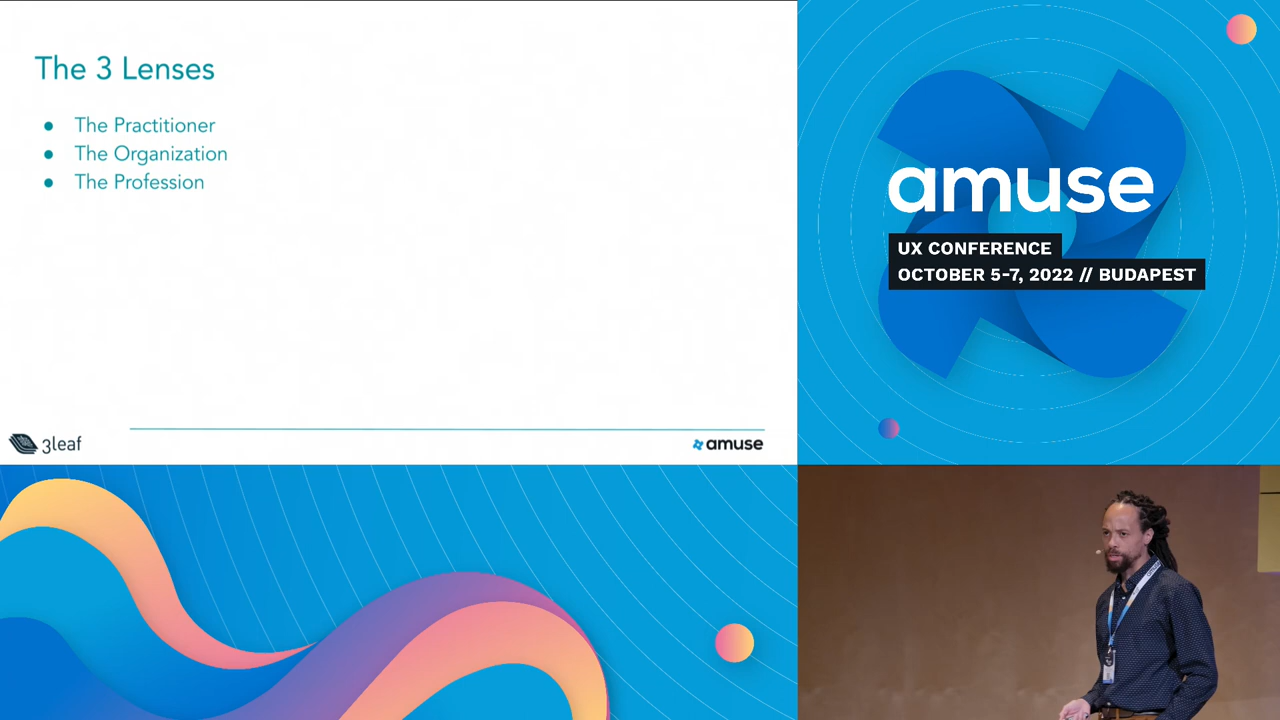 The 3 Lenses
● The Practitioner
● The Organization
● The Profession
3leaf
amuse
amuse
UX CONFERENCE
OCTOBER 5-7, 2022 // BUDAPEST